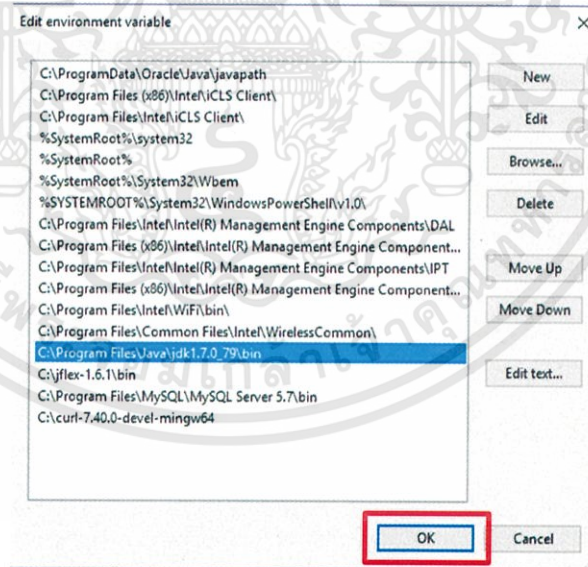 Edit environment variable
C:\ProgramData\Oracle\Java\javapath
C:\Program Files (x86)\Intel\iCLS Client\
C:\Program Files\Intel\iCLS Client\
%SystemRoot%\system32
%SystemRoot%
%SystemRoot%\System32\Wbem
%SYSTEMROOT%\System32\WindowsPowerShell\v1.0\
C:\Program Files\Intel\Intel(R) Management Engine Components\DAL
C:\Program Files (x86)\Intel\Intel(R) Management Engine Component...
C:\Program Files\Intel\Intel(R) Management Engine Components\IPT
C:\Program Files (x86)\Intel\Intel(R) Management Engine Component...
C:\Program Files\Intel\WiFi\bin\
C:\Program Files\Common Files\Intel\WirelessCommon\
C:\Program Files\Java\jdk1.7.0_79\bin
C:\jflex-1.6.1\bin
C:\Program Files\MySQL\MySQL Server 5.7\bin
C:\curl-7.40.0-devel-mingw64
New
Edit
Browse...
Delete
Move Up
Move Down
Edit text...
OK
Cancel